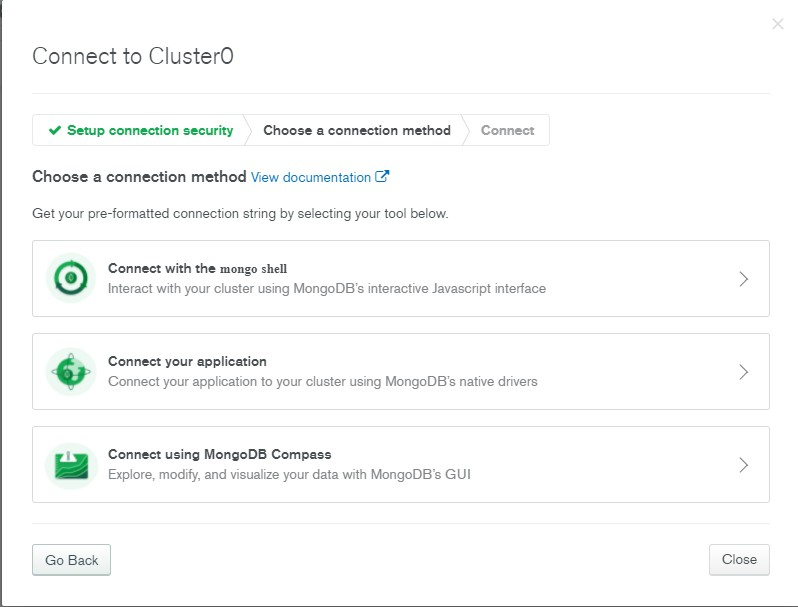 Connect to Cluster0
Setup connection security
Choose a connection method
Connect
Choose a connection method View documentation
Get your pre-formatted connection string by selecting your tool below.
Connect with the mongo shell
Interact with your cluster using MongoDB's interactive Javascript interface
Connect your application
Connect your application to your cluster using MongoDB's native drivers
Connect using MongoDB Compass
Explore, modify, and visualize your data with MongoDB's GUI
Go Back
Close